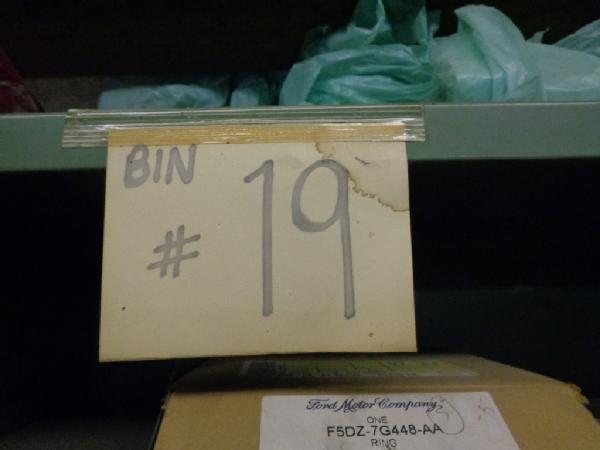 BIN
# 19
Ford Motor Company
ONE
F5DZ-7G448-AA
RING